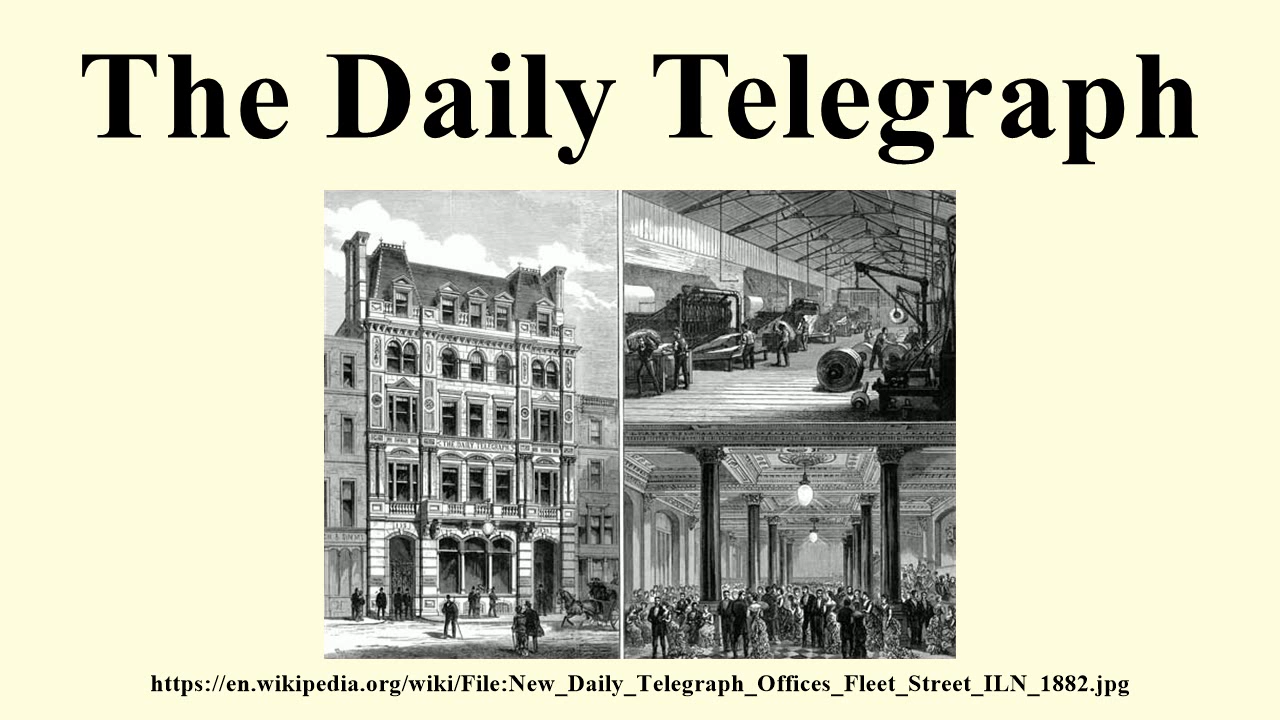 The Daily Telegraph
THE DAILY TELEGRAPH
https://en.wikipedia.org/wiki/File:New_Daily_Telegraph_Offices_Fleet_Street_ILN_1882.jpg